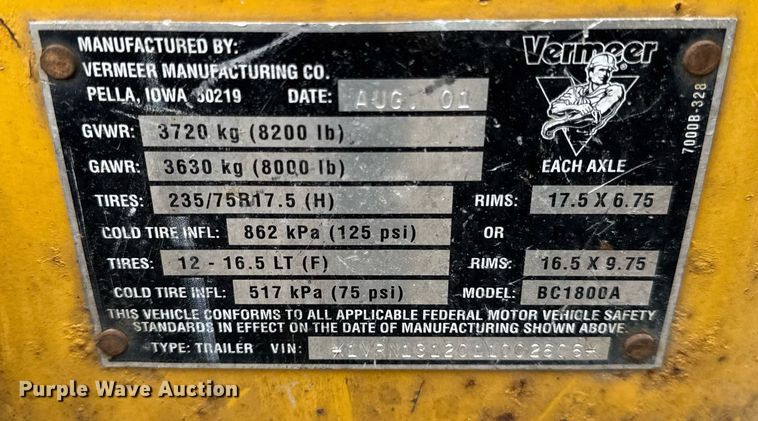 MANUFACTURED BY:
VERMEER MANUFACTURING CO.
PELLA, IOWA 50219 DATE: AUG. 01
Vermeer
7000B-328
GVWR: 3720 kg (8200 lb)
GAWR: 3630 kg (8000 lb) EACH AXLE
TIRES: 235/75R17.5 (H) RIMS: 17.5 X 6.75
COLD TIRE INFL: 862 kPa (125 psi) OR
TIRES: 12 - 16.5 LT (F) RIMS: 16.5 X 9.75
COLD TIRE INFL: 517 kPa (75 psi) MODEL: BC1800A
THIS VEHICLE CONFORMS TO ALL APPLICABLE FEDERAL MOTOR VEHICLE SAFETY
STANDARDS IN EFFECT ON THE DATE OF MANUFACTURING SHOWN ABOVE.
TYPE: TRAILER VIN:
Purple Wave Auction